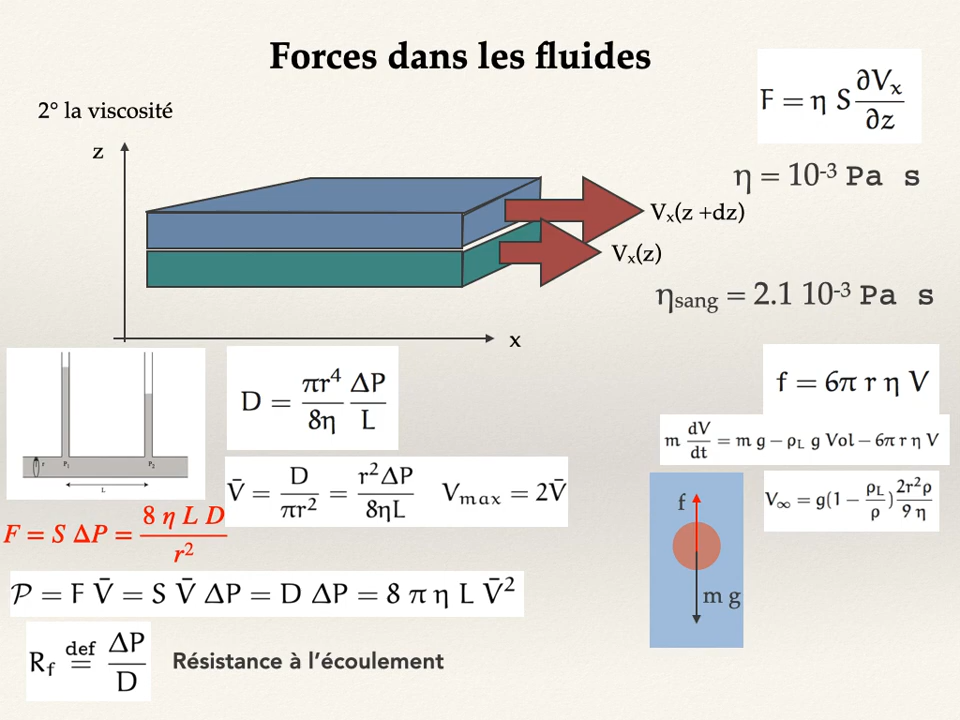 Forces dans les fluides
F = η S ∂Vₓ/∂z
2° la viscosité
z
η = 10⁻³ Pa s
Vₓ(z +dz)
Vₓ(z)
ηsang = 2.1 10⁻³ Pa s
x
D = πr⁴/8η ΔP/L
f = 6π r η V
m dV/dt = m g − ρL g Vol − 6π r η V
r P₁ P₂
L
V̄ = D/πr² = r²ΔP/8ηL Vmax = 2V̄
V∞ = g(1 − ρL/ρ) 2r²ρ/9 η
f
F = S ΔP = 8 η L D/r²
𝒫 = F V̄ = S V̄ ΔP = D ΔP = 8 π η L V̄²
m g
Rf def= ΔP/D
Résistance à l’écoulement